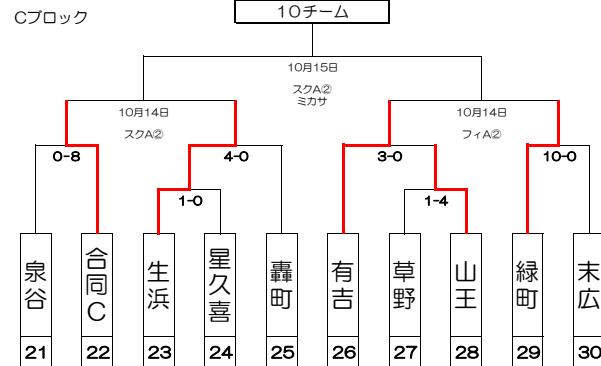 Cブロック
10チーム
10月15日
スクA②
ミカサ
10月14日
スクA②
10月14日
フィA②
0-8
4-0
3-0
10-0
1-0
1-4
泉谷
合同C
生浜
星久喜
轟町
有吉
草野
山王
緑町
末広
21
22
23
24
25
26
27
28
29
30